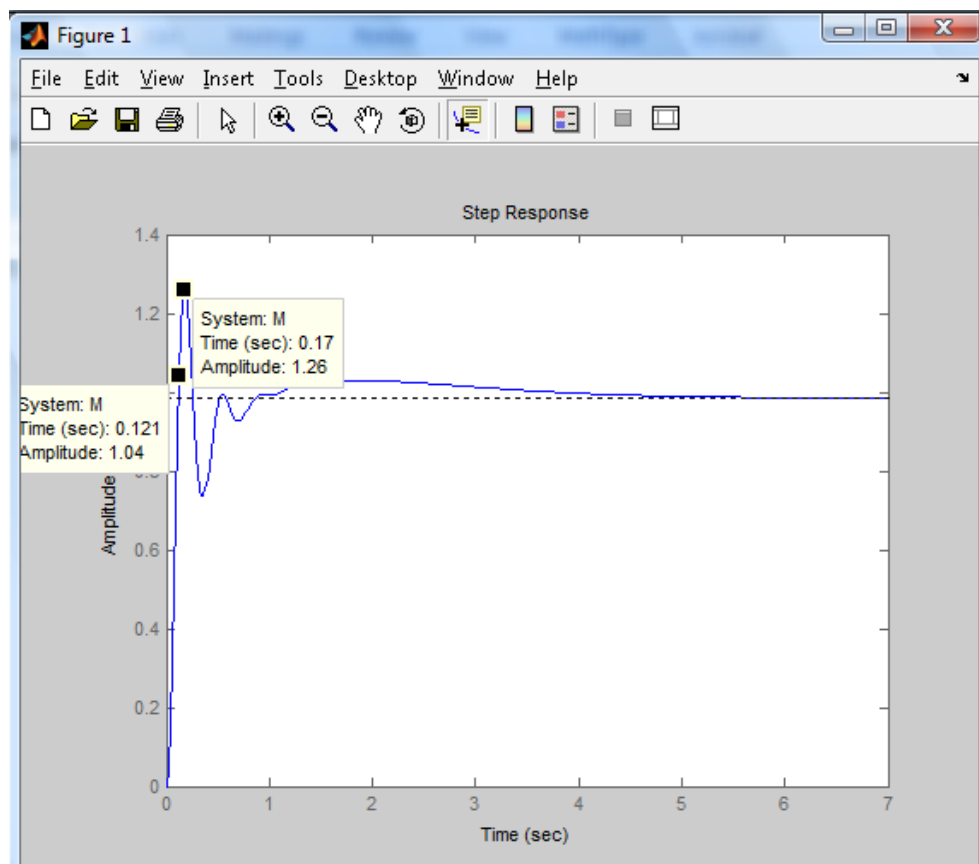 Figure 1
File Edit View Insert Tools Desktop Window Help
Step Response
1.4
1.2
System: M
Time (sec): 0.17
Amplitude: 1.26
System: M
Time (sec): 0.121
Amplitude: 1.04
Amplitude
0.6
0.4
0.2
0
0 1 2 3 4 5 6 7
Time (sec)